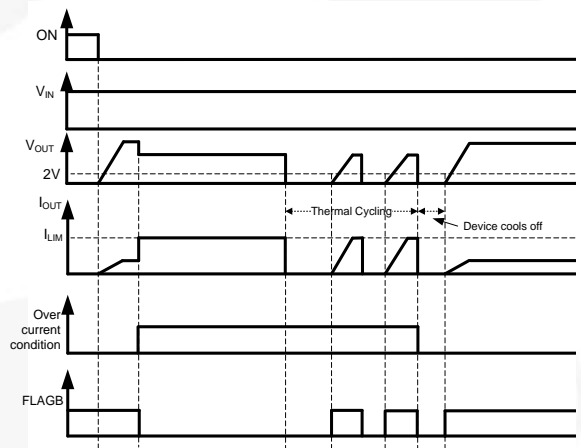 ON
VIN
VOUT
2V
IOUT
Thermal Cycling
ILIM
Device cools off
Over
current
condition
FLAGB